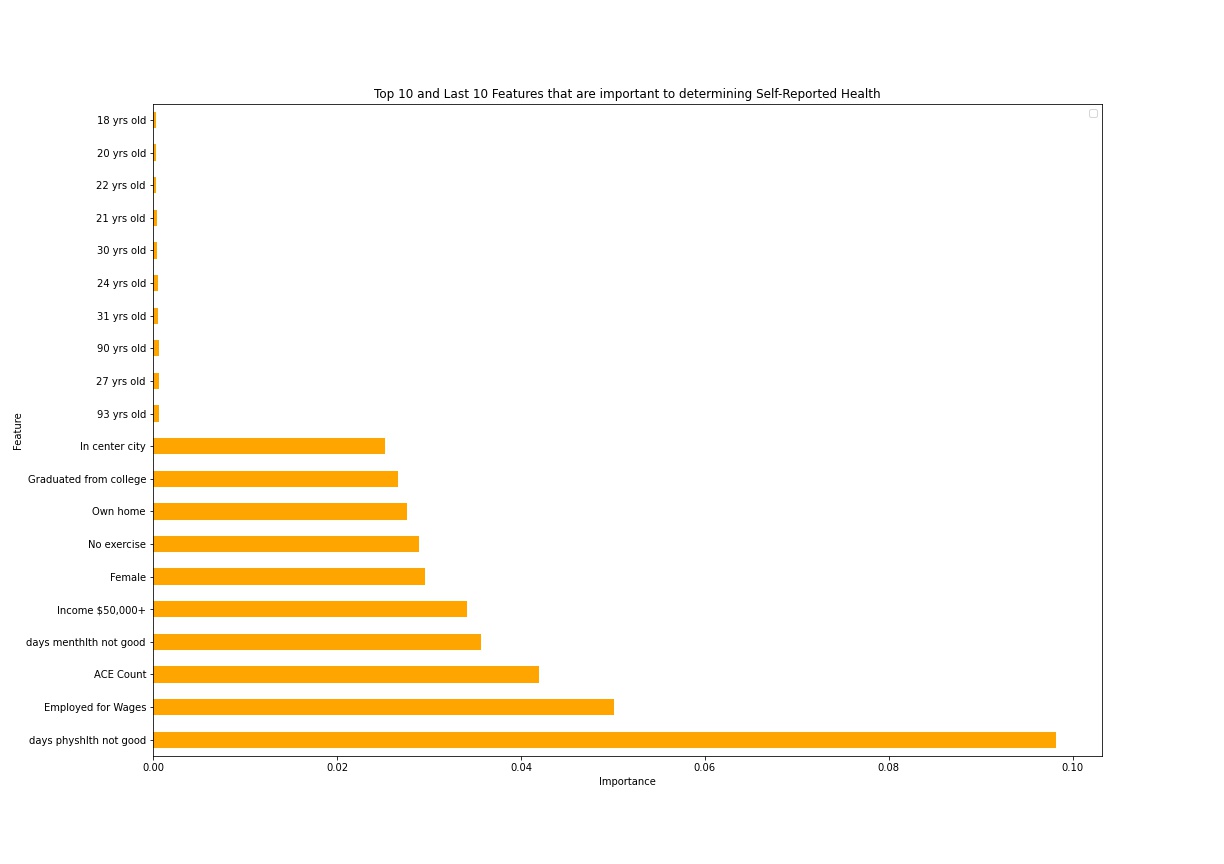 Top 10 and Last 10 Features that are important to determining Self-Reported Health
18 yrs old
20 yrs old
22 yrs old
21 yrs old
30 yrs old
24 yrs old
31 yrs old
90 yrs old
27 yrs old
93 yrs old
In center city
Graduated from college
Own home
No exercise
Female
Income $50,000+
days menthlth not good
ACE Count
Employed for Wages
days physhlth not good
Feature
0.00 0.02 0.04 0.06 0.08 0.10
Importance